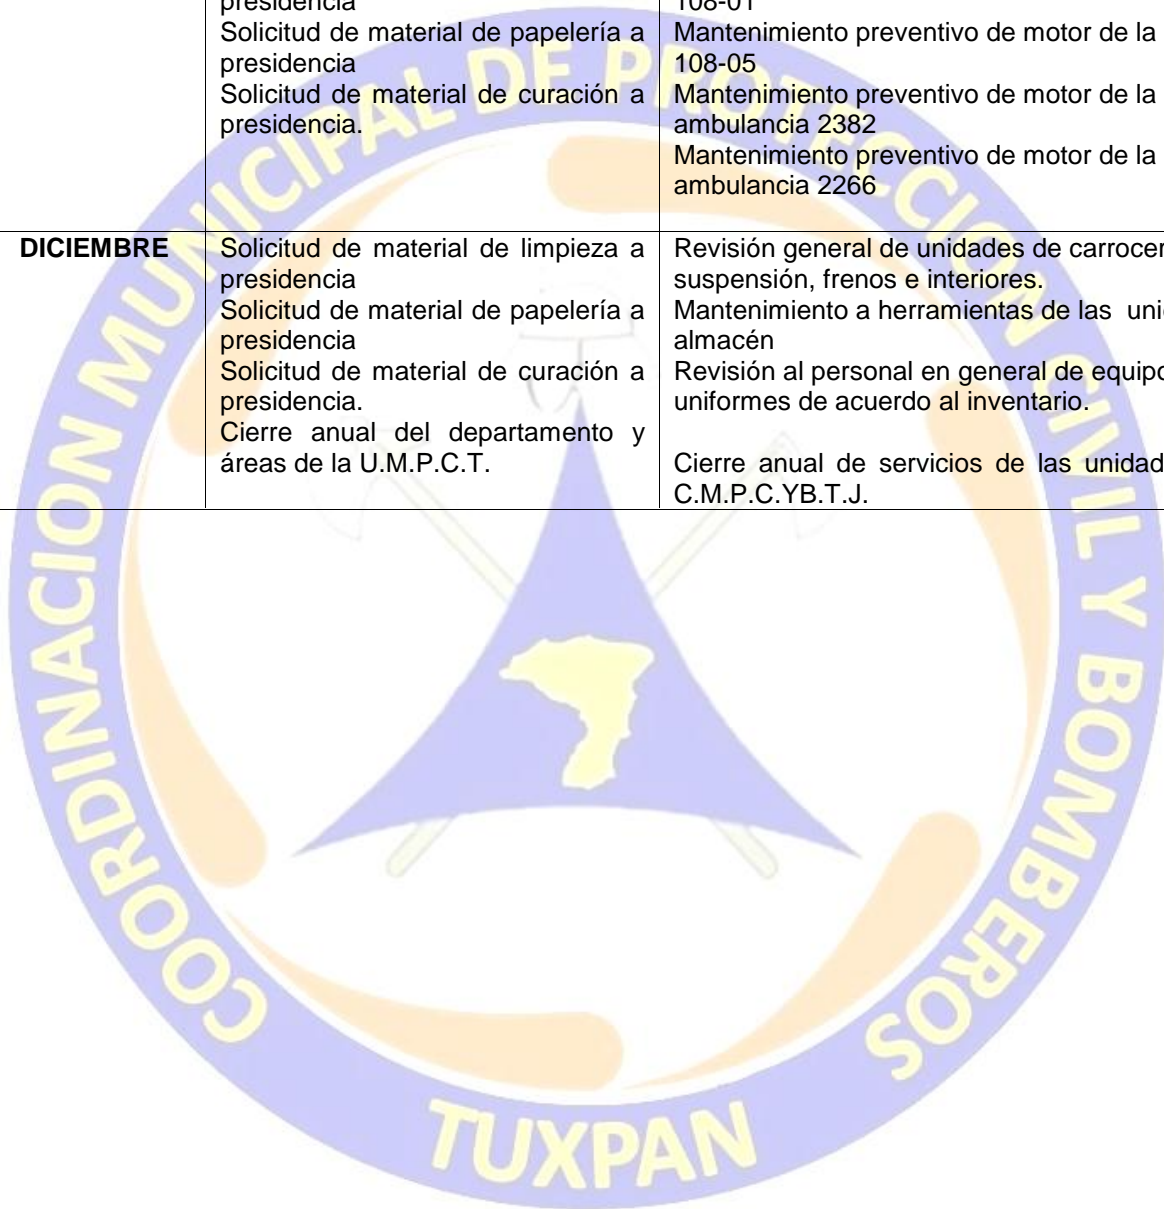 presidencia
Solicitud de material de papelería a
presidencia
Solicitud de material de curación a
presidencia.
108-01
Mantenimiento preventivo de motor de la
108-05
Mantenimiento preventivo de motor de la
ambulancia 2382
Mantenimiento preventivo de motor de la
ambulancia 2266
DICIEMBRE
Solicitud de material de limpieza a
presidencia
Solicitud de material de papelería a
presidencia
Solicitud de material de curación a
presidencia.
Cierre anual del departamento y
áreas de la U.M.P.C.T.
Revisión general de unidades de carrocer
suspensión, frenos e interiores.
Mantenimiento a herramientas de las
almacén
Revisión al personal en general de equipo
uniformes de acuerdo al inventario.
Cierre anual de servicios de las unidad
C.M.P.C.YB.T.J.
COORDINACION MUNICIPAL DE PROTECCION CIVIL Y BOMBEROS
TUXPAN